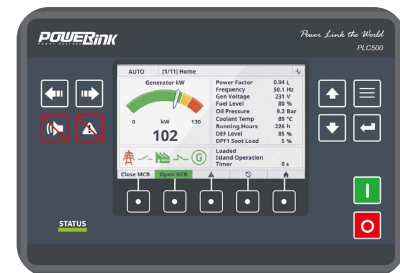 POWERLINK
Power Link the World
PLC500
AUTO (1/11) Home
Generator kW
0 kW 130
102
Power Factor 0.94 L
Frequency 50.1 Hz
Gen Voltage 231 V
Fuel Level 80 %
Oil Pressure 9.2 Bar
Coolant Temp 89 °C
Running Hours 226 h
DEF Level 85 %
DPF1 Soot Load 5 %
G
Loaded
Island Operation
Timer 0 s
Close MCB Open GCB
STATUS
I
O